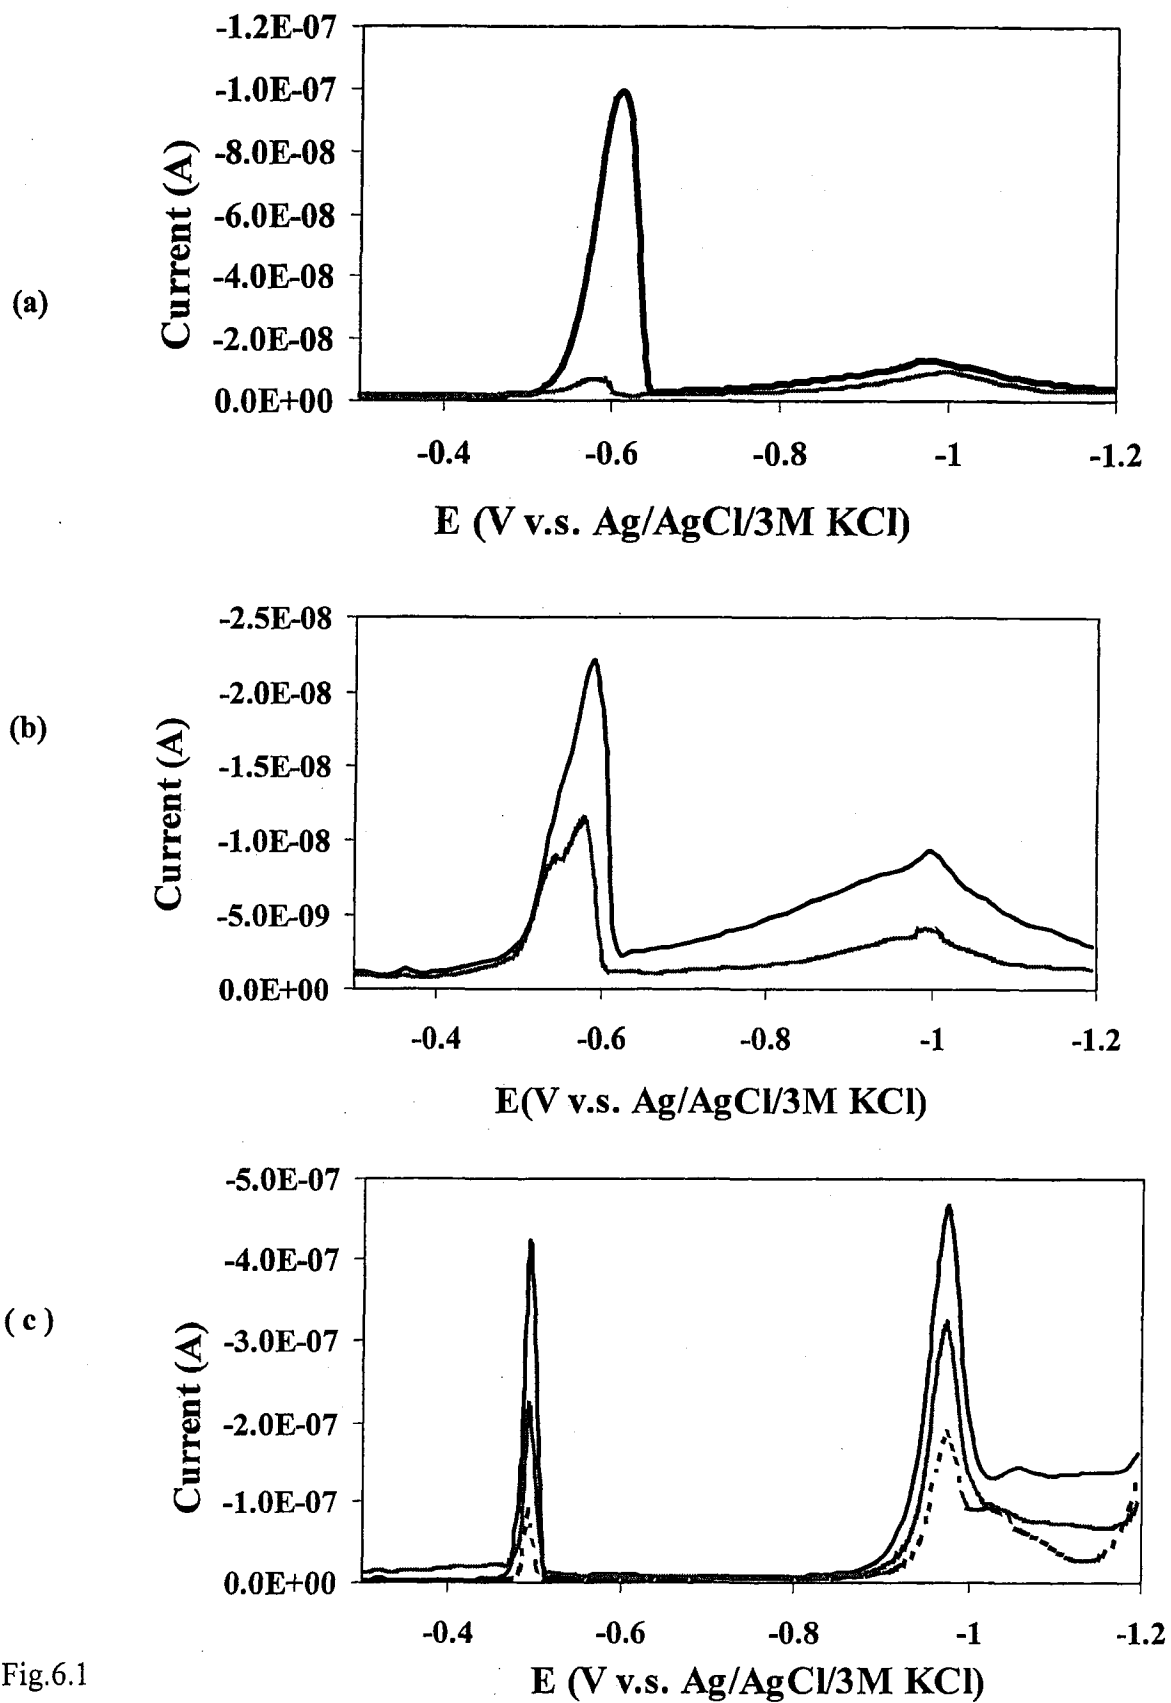 -1.2E-07
-1.0E-07
-8.0E-08
-6.0E-08
-4.0E-08
-2.0E-08
0.0E+00
Current (A)
(a)
-0.4 -0.6 -0.8 -1 -1.2
E (V v.s. Ag/AgCl/3M KCl)
-2.5E-08
-2.0E-08
-1.5E-08
-1.0E-08
-5.0E-09
0.0E+00
Current (A)
(b)
-0.4 -0.6 -0.8 -1 -1.2
E(V v.s. Ag/AgCl/3M KCl)
-5.0E-07
-4.0E-07
-3.0E-07
-2.0E-07
-1.0E-07
0.0E+00
Current (A)
( c )
-0.4 -0.6 -0.8 -1 -1.2
E (V v.s. Ag/AgCl/3M KCl)
Fig.6.1